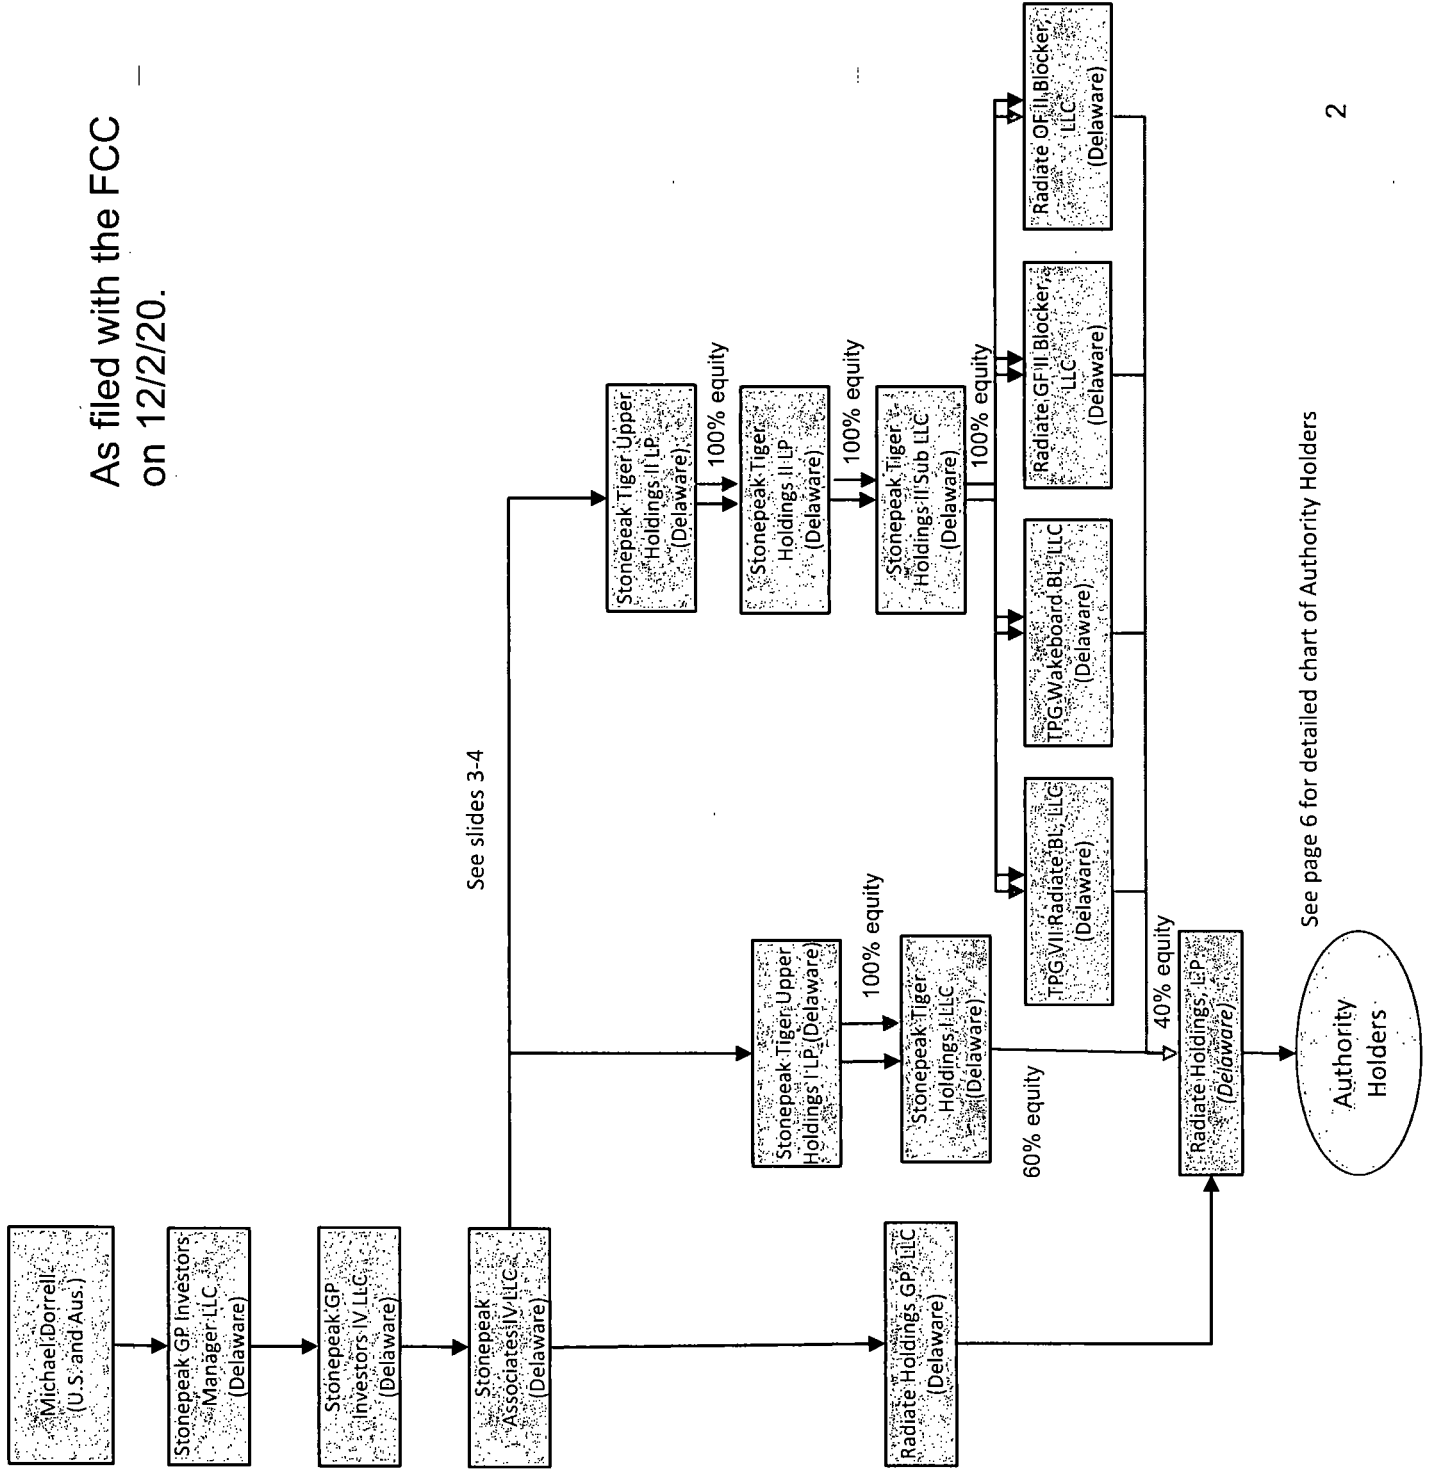 As filed with the FCC
on 12/2/20.
Michael Dorrell
(U.S. and Aus.)
Stonepeak GP Investors
Manager LLC
(Delaware)
Stonepeak GP
Investors IV LLC
(Delaware)
Stonepeak
Associates IV LLC
(Delaware)
See slides 3-4
Stonepeak Tiger Upper
Holdings II LP
(Delaware)
100% equity
Stonepeak Tiger
Holdings II LP
(Delaware)
100% equity
Stonepeak Tiger
Holdings II Sub LLC
(Delaware)
100% equity
Stonepeak Tiger Upper
Holdings I LP (Delaware)
100% equity
Stonepeak Tiger
Holdings I LLC
(Delaware)
60% equity
Radiate Holdings GP, LLC
(Delaware)
TPG VII Radiate BL, LLC
(Delaware)
TPG Wakeboard BL, LLC
(Delaware)
Radiate GF II Blocker,
LLC
(Delaware)
Radiate OF II Blocker,
LLC
(Delaware)
40% equity
Radiate Holdings, LP
(Delaware)
Authority
Holders
See page 6 for detailed chart of Authority Holders
2